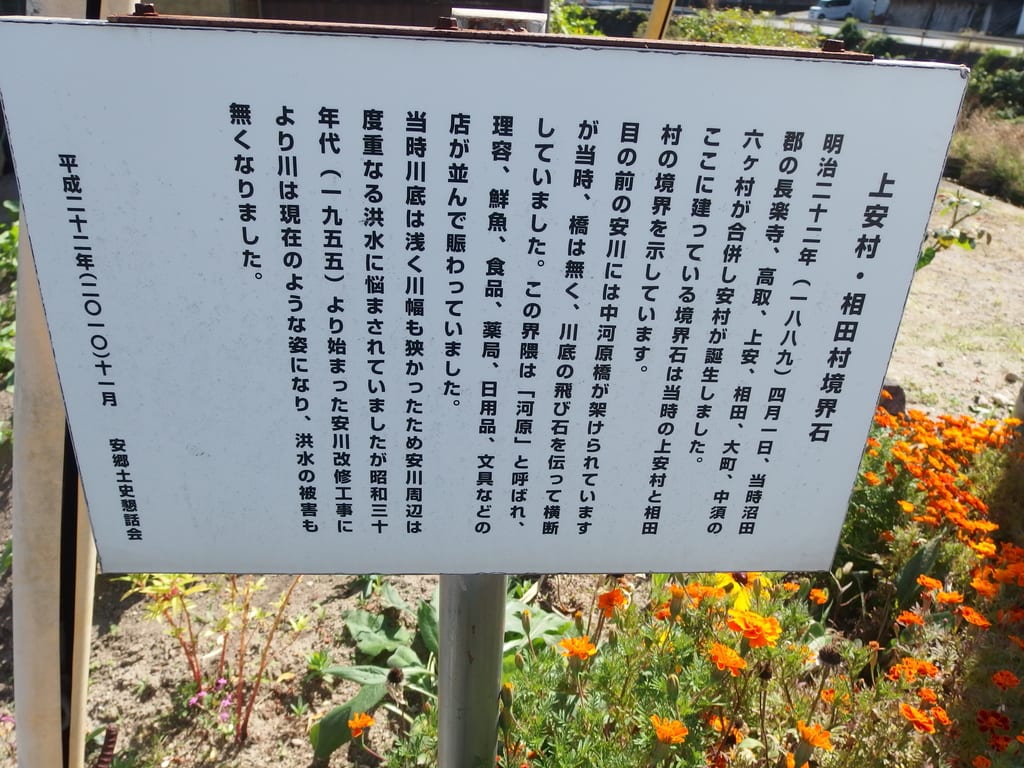 上安村・相田村境界石
明治二十二年（一八八九）四月一日、当時沼田
郡の長楽寺、高取、上安、相田、大町、中須の
六ヶ村が合併し安村が誕生しました。
ここに建っている境界石は当時の上安村と相田
村の境界を示しています。
目の前の安川には中河原橋が架けられています
が当時、橋は無く、川底の飛び石を伝って横断
していました。この界隈は「河原」と呼ばれ、
理容、鮮魚、食品、薬局、日用品、文具などの
店が並んで賑わっていました。
当時川底は浅く川幅も狭かったため安川周辺は
度重なる洪水に悩まされていましたが昭和三十
年代（一九五五）より始まった安川改修工事に
より川は現在のような姿になり、洪水の被害も
無くなりました。
平成二十二年（二〇一〇）十一月　安郷土史懇話会